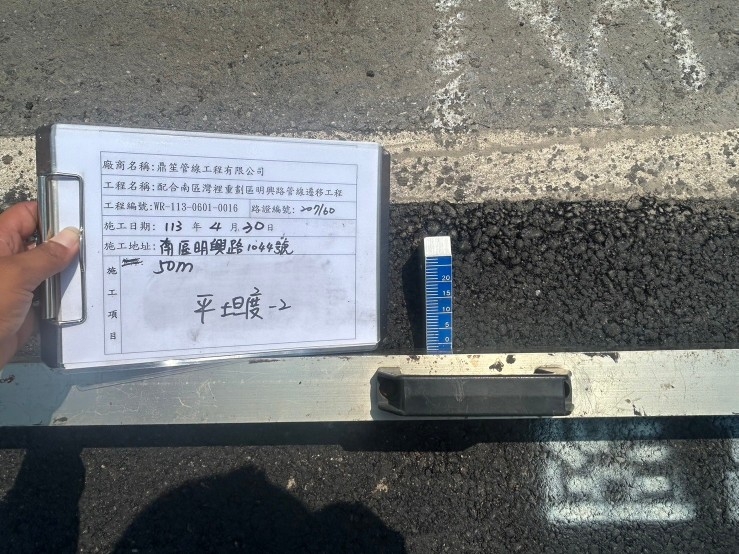 廠商名稱:鼎笙管線工程有限公司
工程名稱:配合南區灣裡重劃區明興路管線遷移工程
工程編號:WR-113-0601-0016 路證編號:207160
施工日期: 113 年 4 月 30 日
施工地址: 南區明興路1044號
50m
施工項目
平坦度-2
20
15
10
5
0